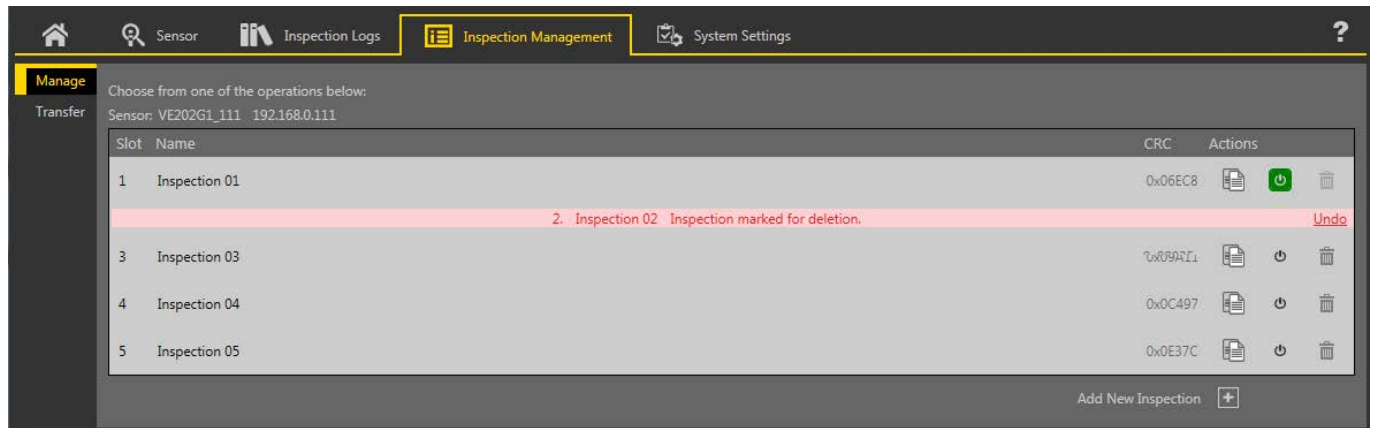 Sensor Inspection Logs Inspection Management System Settings ?
Manage
Transfer
Choose from one of the operations below:
Sensor: VE202G1_111 192.168.0.111
Slot Name CRC Actions
1 Inspection 01 0x06EC8
2. Inspection 02 Inspection marked for deletion. Undo
3 Inspection 03
4 Inspection 04 0x0C497
5 Inspection 05 0x0E37C
Add New Inspection +